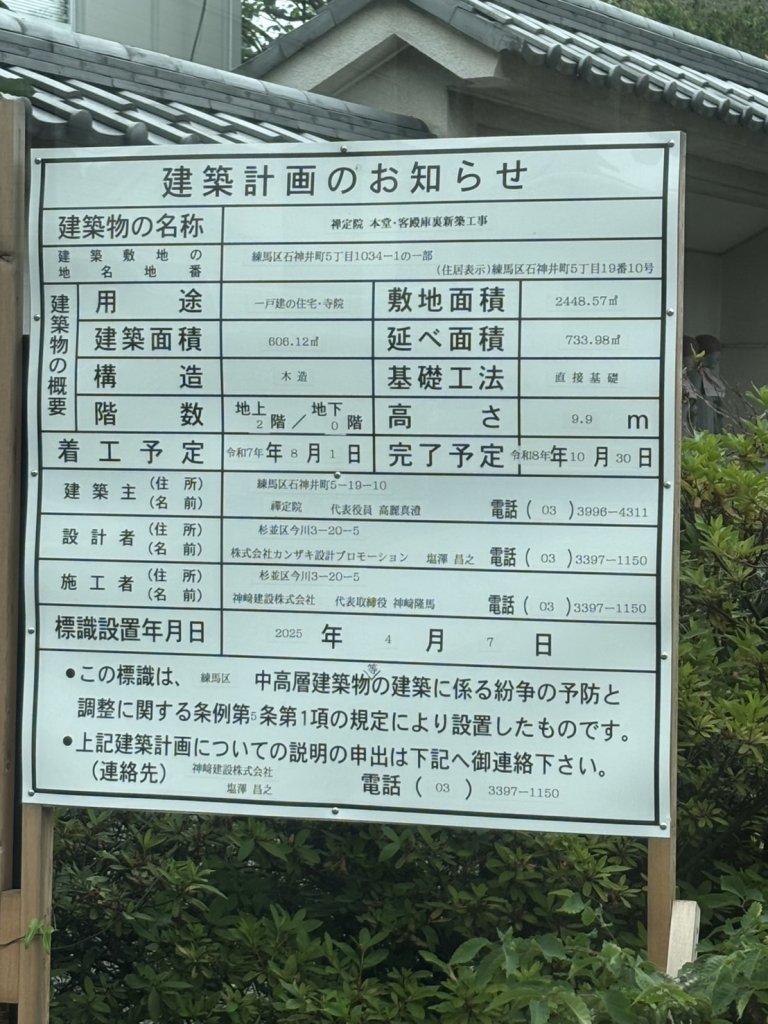 建築計画のお知らせ
建築物の名称 禅定院 本堂・客殿庫裏新築工事
建築敷地の地名地番 練馬区石神井町5丁目1034-1の一部
(住居表示)練馬区石神井町5丁目19番10号
建築物の概要
用途 一戸建の住宅・寺院 敷地面積 2448.57㎡
建築面積 606.12㎡ 延べ面積 733.98㎡
構造 木造 基礎工法 直接基礎
階数 地上2階/地下0階 高さ 9.9 m
着工予定 令和7年8月1日 完了予定 令和8年10月30日
建築主 (住所) 練馬区石神井町5-19-10
(名前) 禪定院 代表役員 高麗真澄 電話(03)3996-4311
設計者 (住所) 杉並区今川3-20-5
(名前) 株式会社カンザキ設計プロモーション 塩澤 昌之 電話(03)3397-1150
施工者 (住所) 杉並区今川3-20-5
(名前) 神﨑建設株式会社 代表取締役 神﨑隆馬 電話(03)3397-1150
標識設置年月日 2025年4月7日
●この標識は、練馬区 中高層建築物等の建築に係る紛争の予防と
調整に関する条例第5条第1項の規定により設置したものです。
●上記建築計画についての説明の申出は下記へ御連絡下さい。
(連絡先) 神﨑建設株式会社
塩澤 昌之 電話(03)3397-1150